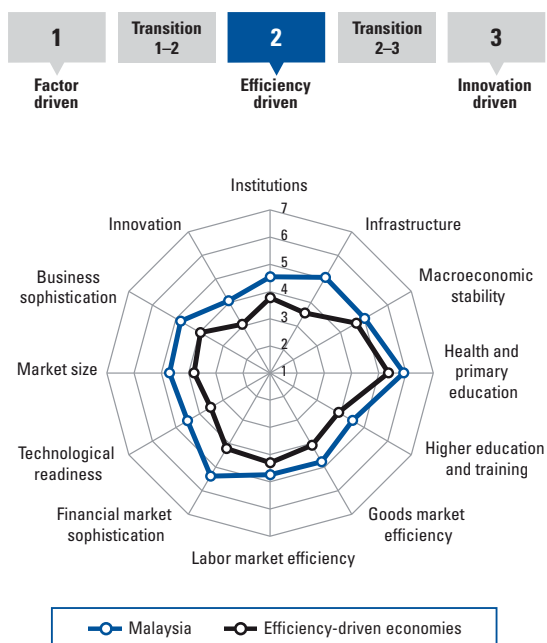 1
Transition
1–2
2
Transition
2–3
3
Factor
driven
Efficiency
driven
Innovation
driven
Institutions
7
6
5
4
3
2
1
Infrastructure
Macroeconomic
stability
Health and
primary
education
Higher education
and training
Goods market
efficiency
Labor market efficiency
Financial market
sophistication
Technological
readiness
Market size
Business
sophistication
Innovation
Malaysia
Efficiency-driven economies